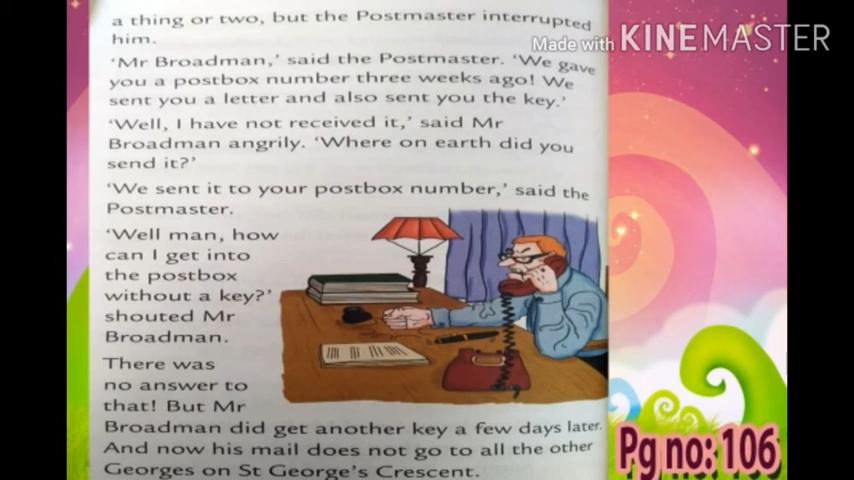 a thing or two, but the Postmaster interrupted
him.
Made with KINEMASTER
'Mr Broadman,' said the Postmaster. 'We gave
you a postbox number three weeks ago! We
sent you a letter and also sent you the key.'
'Well, I have not received it,' said Mr
Broadman angrily. 'Where on earth did you
send it?'
'We sent it to your postbox number,' said the
Postmaster.
'Well man, how
can I get into
the postbox
without a key?'
shouted Mr
Broadman.
There was
no answer to
that! But Mr
Broadman did get another key a few days later.
And now his mail does not go to all the other
Georges on St George's Crescent.
Pg no: 106